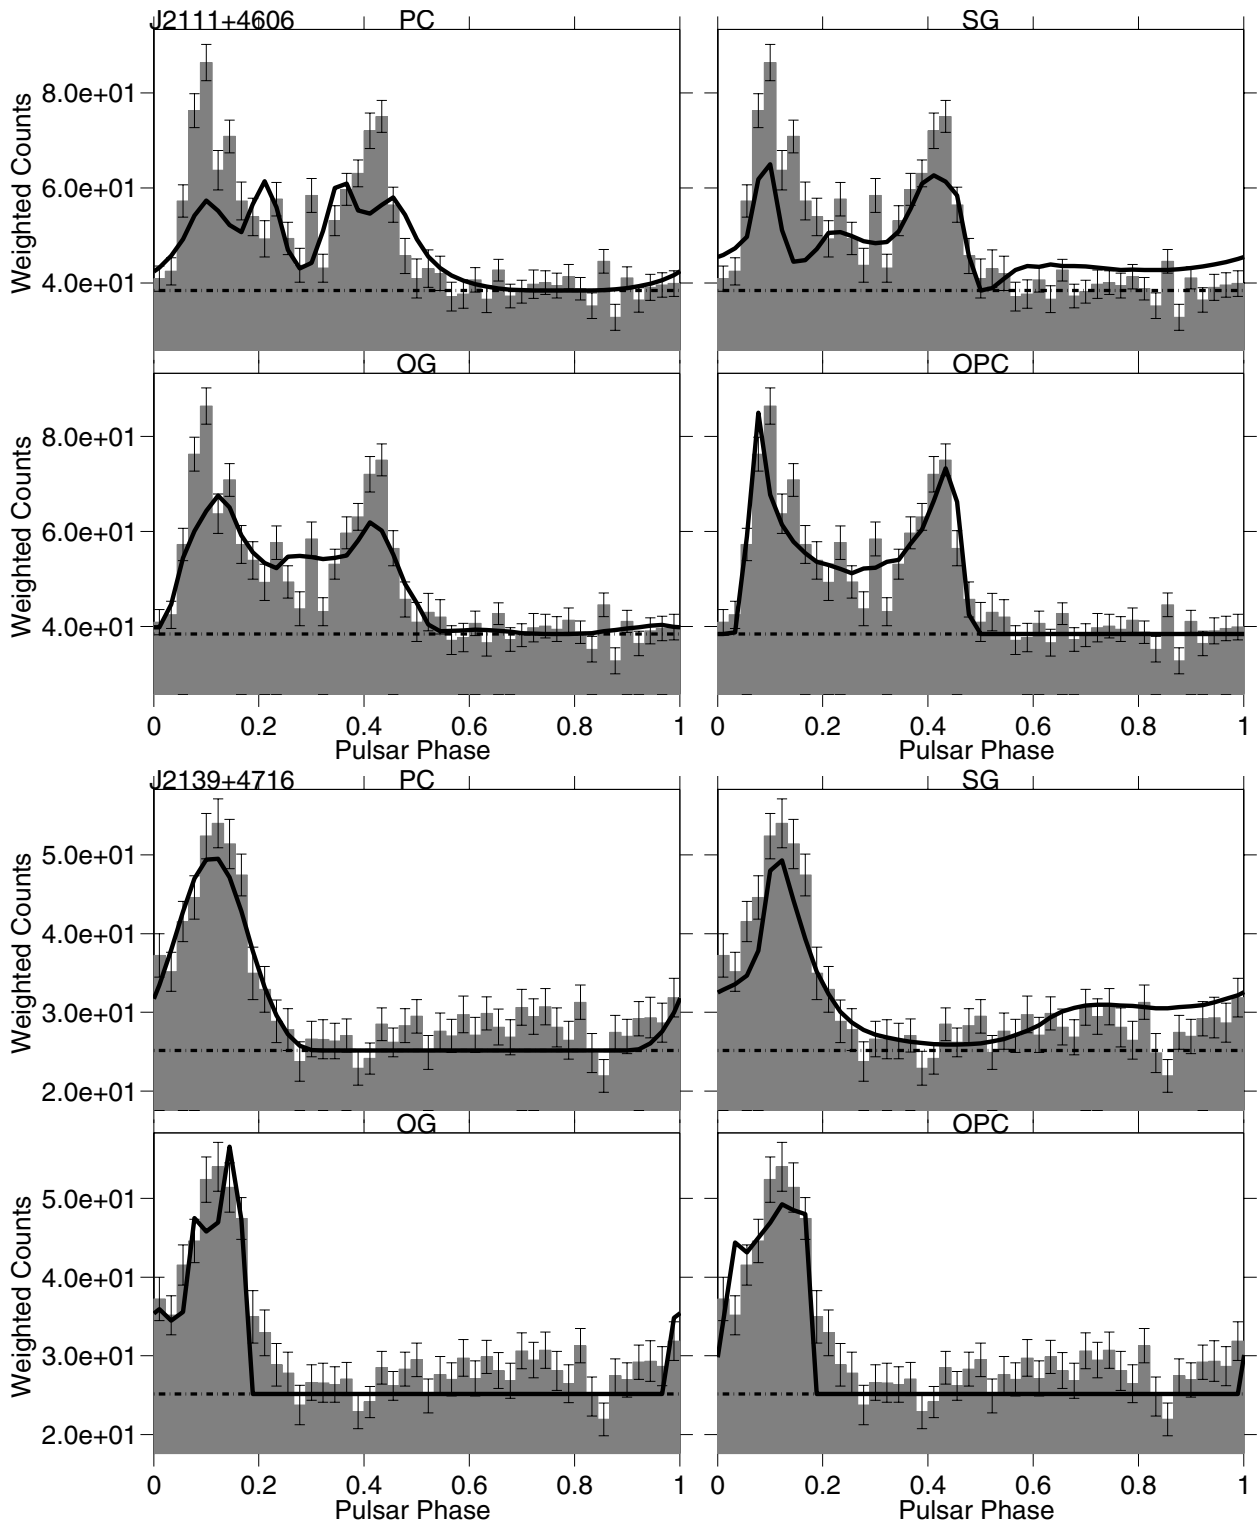 J2111+4606 PC SG
Weighted Counts
8.0e+01
6.0e+01
4.0e+01
OG OPC
Weighted Counts
8.0e+01
6.0e+01
4.0e+01
0 0.2 0.4 0.6 0.8 1 0 0.2 0.4 0.6 0.8 1
Pulsar Phase Pulsar Phase
J2139+4716 PC SG
Weighted Counts
5.0e+01
4.0e+01
3.0e+01
2.0e+01
OG OPC
Weighted Counts
5.0e+01
4.0e+01
3.0e+01
2.0e+01
0 0.2 0.4 0.6 0.8 1 0 0.2 0.4 0.6 0.8 1
Pulsar Phase Pulsar Phase